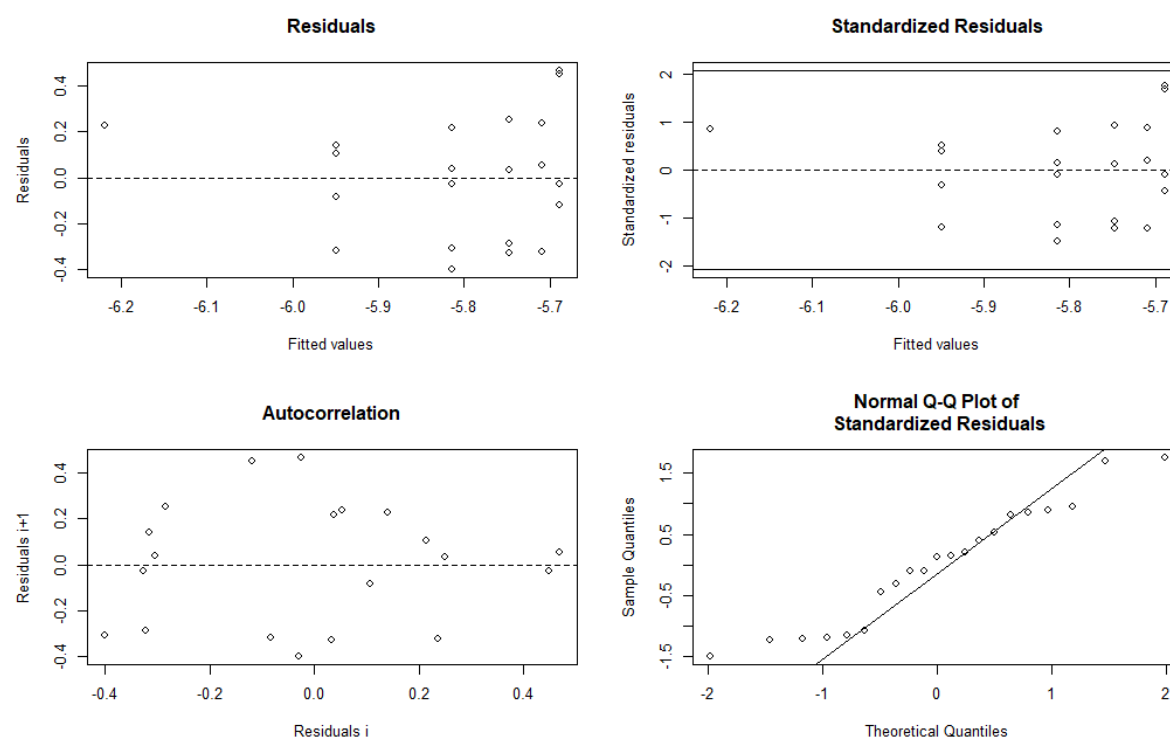 Residuals
Residuals
0.4
0.2
0.0
-0.2
-0.4
-6.2 -6.1 -6.0 -5.9 -5.8 -5.7
Fitted values
Standardized Residuals
Standardized residuals
2
1
0
-1
-2
-6.2 -6.1 -6.0 -5.9 -5.8 -5.7
Fitted values
Autocorrelation
Residuals i+1
0.4
0.2
0.0
-0.2
-0.4
-0.4 -0.2 0.0 0.2 0.4
Residuals i
Normal Q-Q Plot of
Standardized Residuals
Sample Quantiles
1.5
0.5
-0.5
-1.5
-2 -1 0 1 2
Theoretical Quantiles